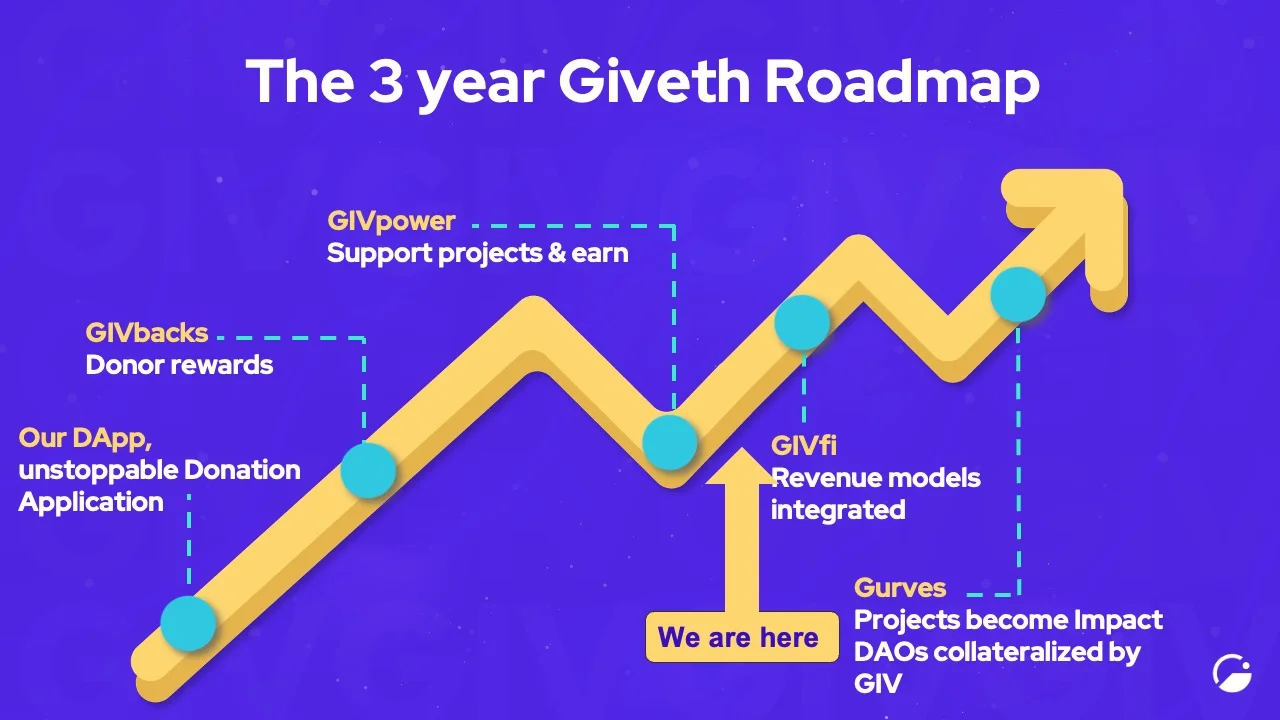 The 3 year Giveth Roadmap
GIVpower
Support projects & earn
GIVbacks
Donor rewards
Our DApp,
unstoppable Donation
Application
GIVfi
Revenue models
integrated
We are here
Gurves
Projects become Impact
DAOs collateralized by
GIV